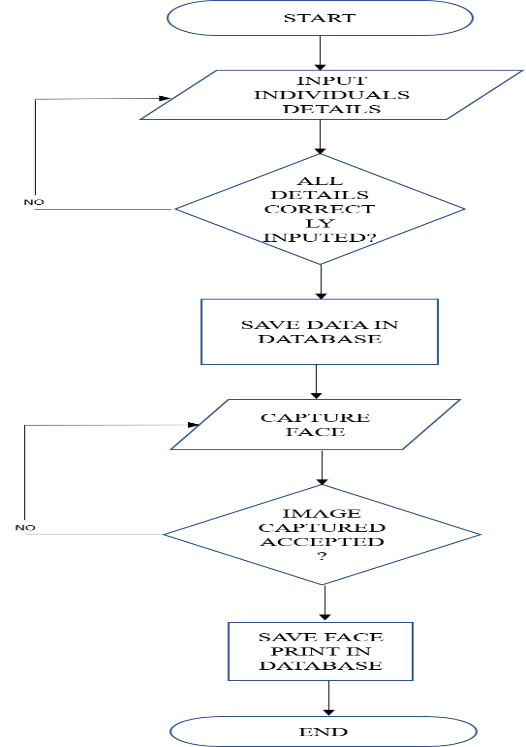 START
INPUT
INDIVIDUALS
DETAILS
ALL
DETAILS
CORRECT
LY
INPUTED?
NO
SAVE DATA IN
DATABASE
CAPTURE
FACE
IMAGE
CAPTURED
ACCEPTED
?
NO
SAVE FACE
PRINT IN
DATABASE
END